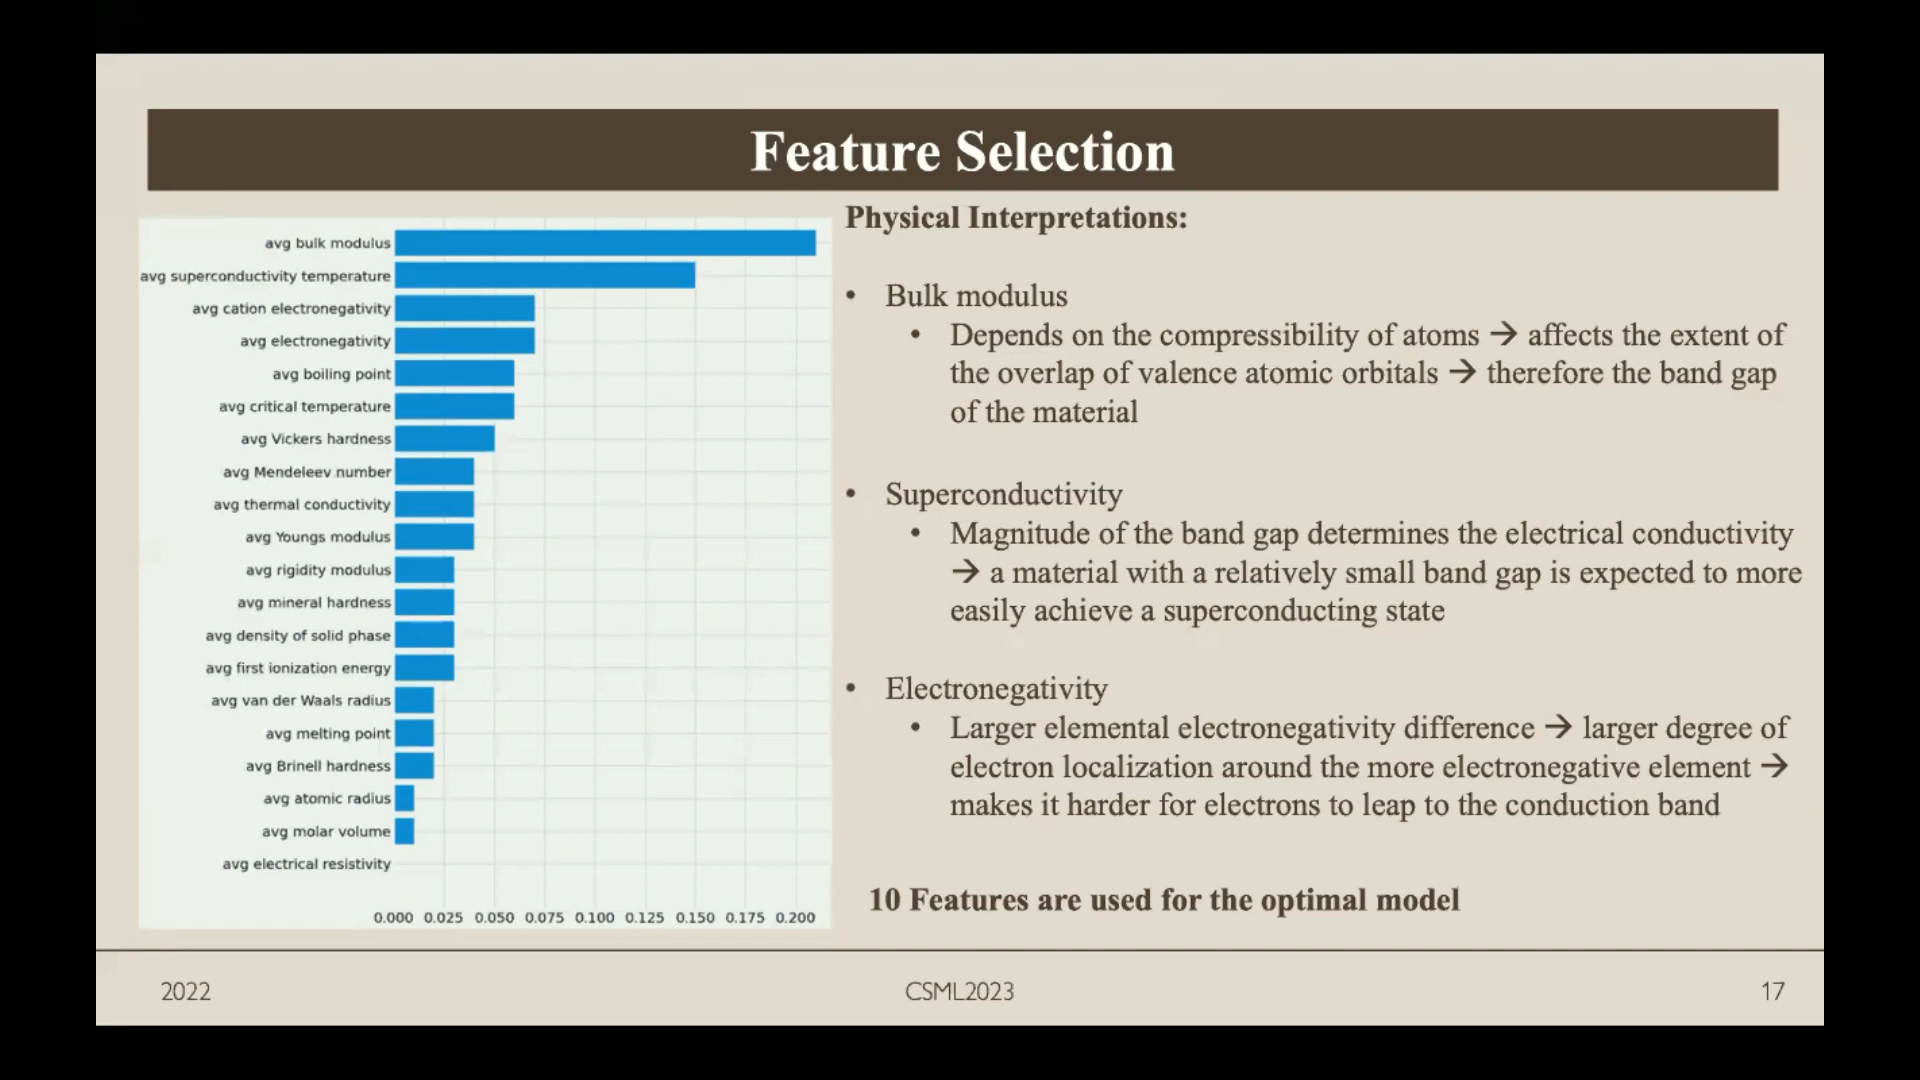 Feature Selection
avg bulk modulus
avg superconductivity temperature
avg cation electronegativity
avg electronegativity
avg boiling point
avg critical temperature
avg Vickers hardness
avg Mendeleev number
avg thermal conductivity
avg Youngs modulus
avg rigidity modulus
avg mineral hardness
avg density of solid phase
avg first ionization energy
avg van der Waals radius
avg melting point
avg Brinell hardness
avg atomic radius
avg molar volume
avg electrical resistivity
0.000 0.025 0.050 0.075 0.100 0.125 0.150 0.175 0.200
Physical Interpretations:
• Bulk modulus
• Depends on the compressibility of atoms → affects the extent of
the overlap of valence atomic orbitals → therefore the band gap
of the material
• Superconductivity
• Magnitude of the band gap determines the electrical conductivity
→ a material with a relatively small band gap is expected to more
easily achieve a superconducting state
• Electronegativity
• Larger elemental electronegativity difference → larger degree of
electron localization around the more electronegative element →
makes it harder for electrons to leap to the conduction band
10 Features are used for the optimal model
2022
CSML2023
17